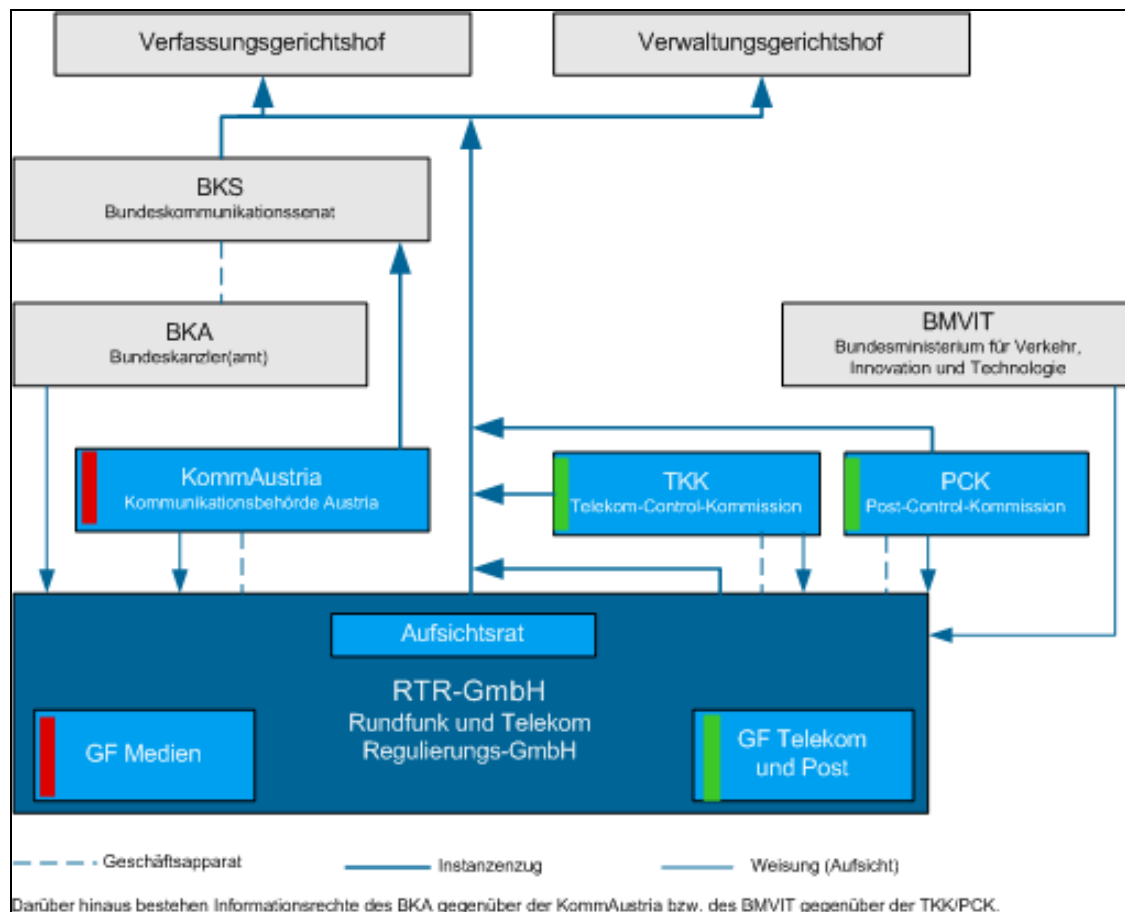 Verfassungsgerichtshof
Verwaltungsgerichtshof
BKS
Bundeskommunikationssenat
BKA
Bundeskanzler(amt)
BMVIT
Bundesministerium für Verkehr,
Innovation und Technologie
KommAustria
Kommunikationsbehörde Austria
TKK
Telekom-Control-Kommission
PCK
Post-Control-Kommission
Aufsichtsrat
RTR-GmbH
Rundfunk und Telekom
Regulierungs-GmbH
GF Medien
GF Telekom
und Post
Geschäftsapparat
Instanzenzug
Weisung (Aufsicht)
Darüber hinaus bestehen Informationsrechte des BKA gegenüber der KommAustria bzw. des BMVIT gegenüber der TKK/PCK.